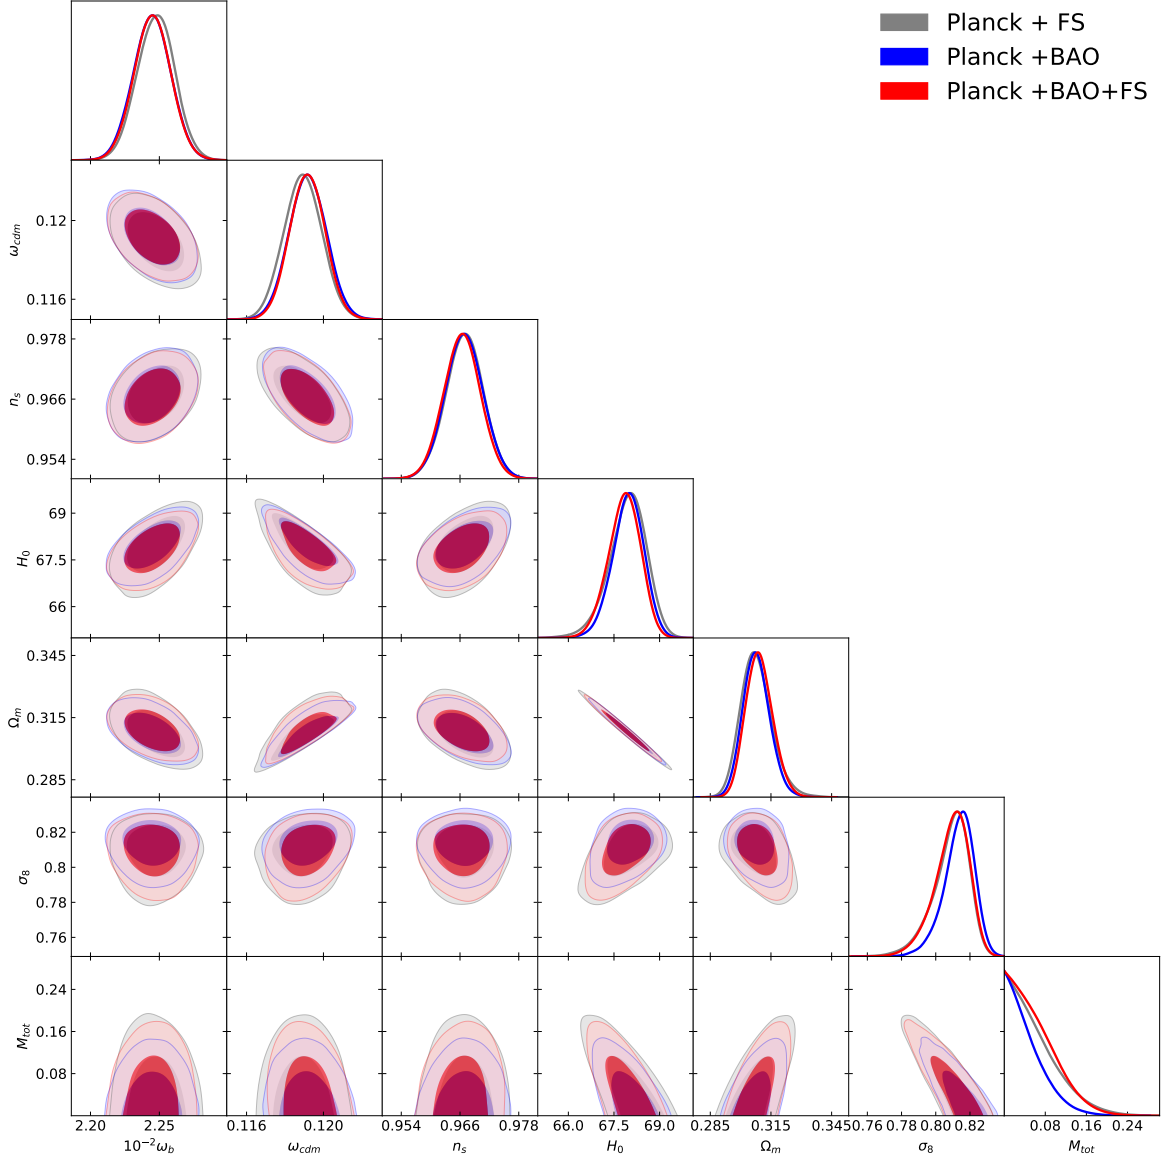 Planck + FS
Planck +BAO
Planck +BAO+FS
ω_cdm
0.12
0.116
n_s
0.978
0.966
0.954
H_0
69
67.5
66
Ω_m
0.345
0.315
0.285
σ_8
0.82
0.8
0.78
0.76
M_tot
0.24
0.16
0.08
2.20 2.25 0.116 0.120 0.954 0.966 0.978 66.0 67.5 69.0 0.285 0.315 0.345 0.76 0.78 0.80 0.82 0.08 0.16 0.24
10⁻²ω_b ω_cdm n_s H_0 Ω_m σ_8 M_tot